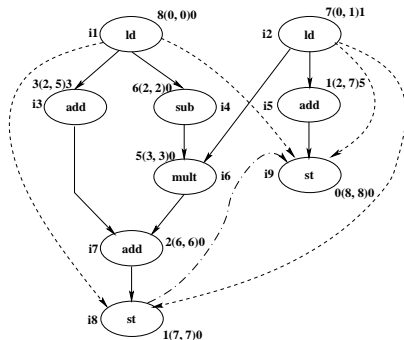 8(0, 0)0
i1 ld
7(0, 1)1
i2 ld
3(2, 5)3
i3 add
6(2, 2)0
sub i4
1(2, 7)5
i5 add
5(3, 3)0
mult i6
i9 st
0(8, 8)0
i7 add 2(6, 6)0
i8 st
1(7, 7)0